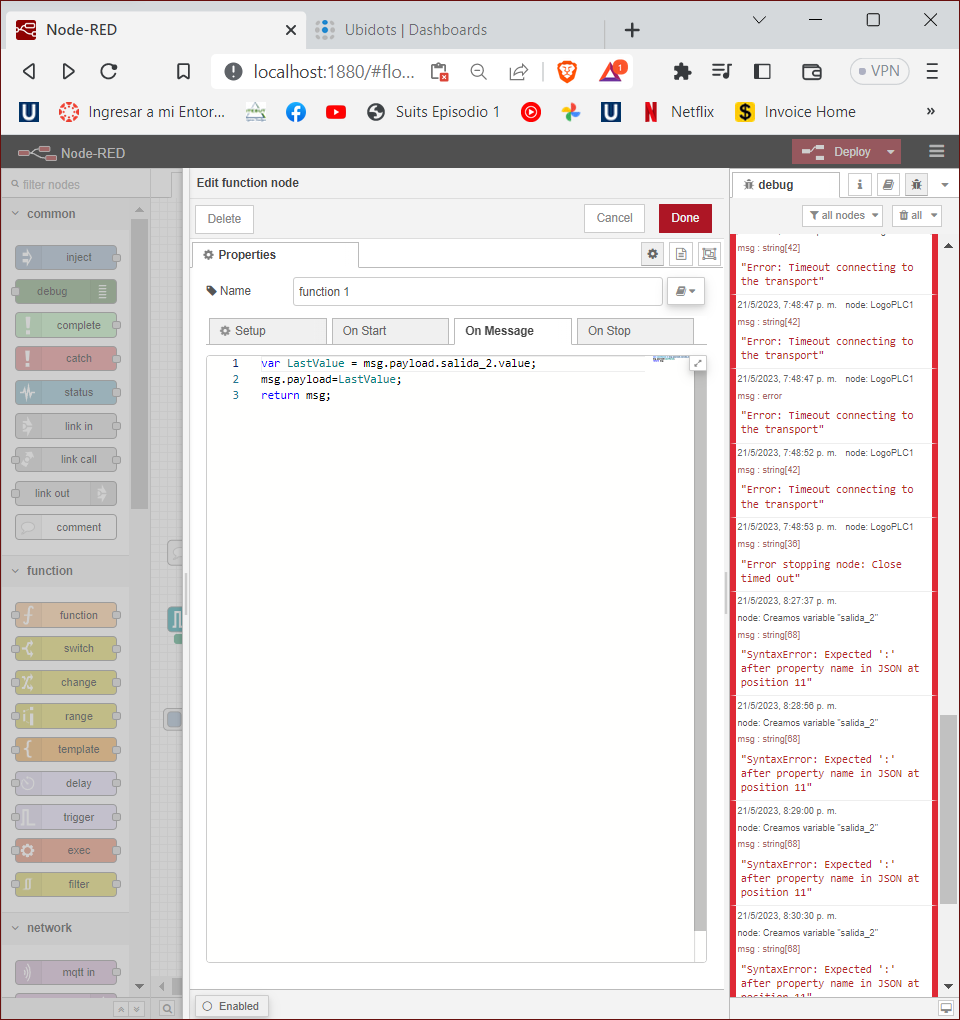 Node-RED
Ubidots | Dashboards
localhost:1880/#flo...
1
VPN
Ingresar a mi Entor...
Suits Episodio 1
Netflix
Invoice Home
»
Node-RED
Deploy
filter nodes
common
inject
debug
complete
catch
status
link in
link call
link out
comment
function
function
switch
change
range
template
delay
trigger
exec
filter
network
mqtt in
Edit function node
Delete
Cancel
Done
Properties
Name
function 1
Setup
On Start
On Message
On Stop
1 var LastValue = msg.payload.salida_2.value;
2 msg.payload=LastValue;
3 return msg;
Enabled
debug
all nodes
all
msg : string[42]
"Error: Timeout connecting to
the transport"
21/5/2023, 7:48:47 p. m. node: LogoPLC1
msg : string[42]
"Error: Timeout connecting to
the transport"
21/5/2023, 7:48:47 p. m. node: LogoPLC1
msg : error
"Error: Timeout connecting to
the transport"
21/5/2023, 7:48:52 p. m. node: LogoPLC1
msg : string[42]
"Error: Timeout connecting to
the transport"
21/5/2023, 7:48:53 p. m. node: LogoPLC1
msg : string[36]
"Error stopping node: Close
timed out"
21/5/2023, 8:27:37 p. m.
node: Creamos variable "salida_2"
msg : string[68]
"SyntaxError: Expected ':'
after property name in JSON at
position 11"
21/5/2023, 8:28:56 p. m.
node: Creamos variable "salida_2"
msg : string[68]
"SyntaxError: Expected ':'
after property name in JSON at
position 11"
21/5/2023, 8:29:00 p. m.
node: Creamos variable "salida_2"
msg : string[68]
"SyntaxError: Expected ':'
after property name in JSON at
position 11"
21/5/2023, 8:30:30 p. m.
node: Creamos variable "salida_2"
msg : string[68]
"SyntaxError: Expected ':'
after property name in JSON at
position 11"